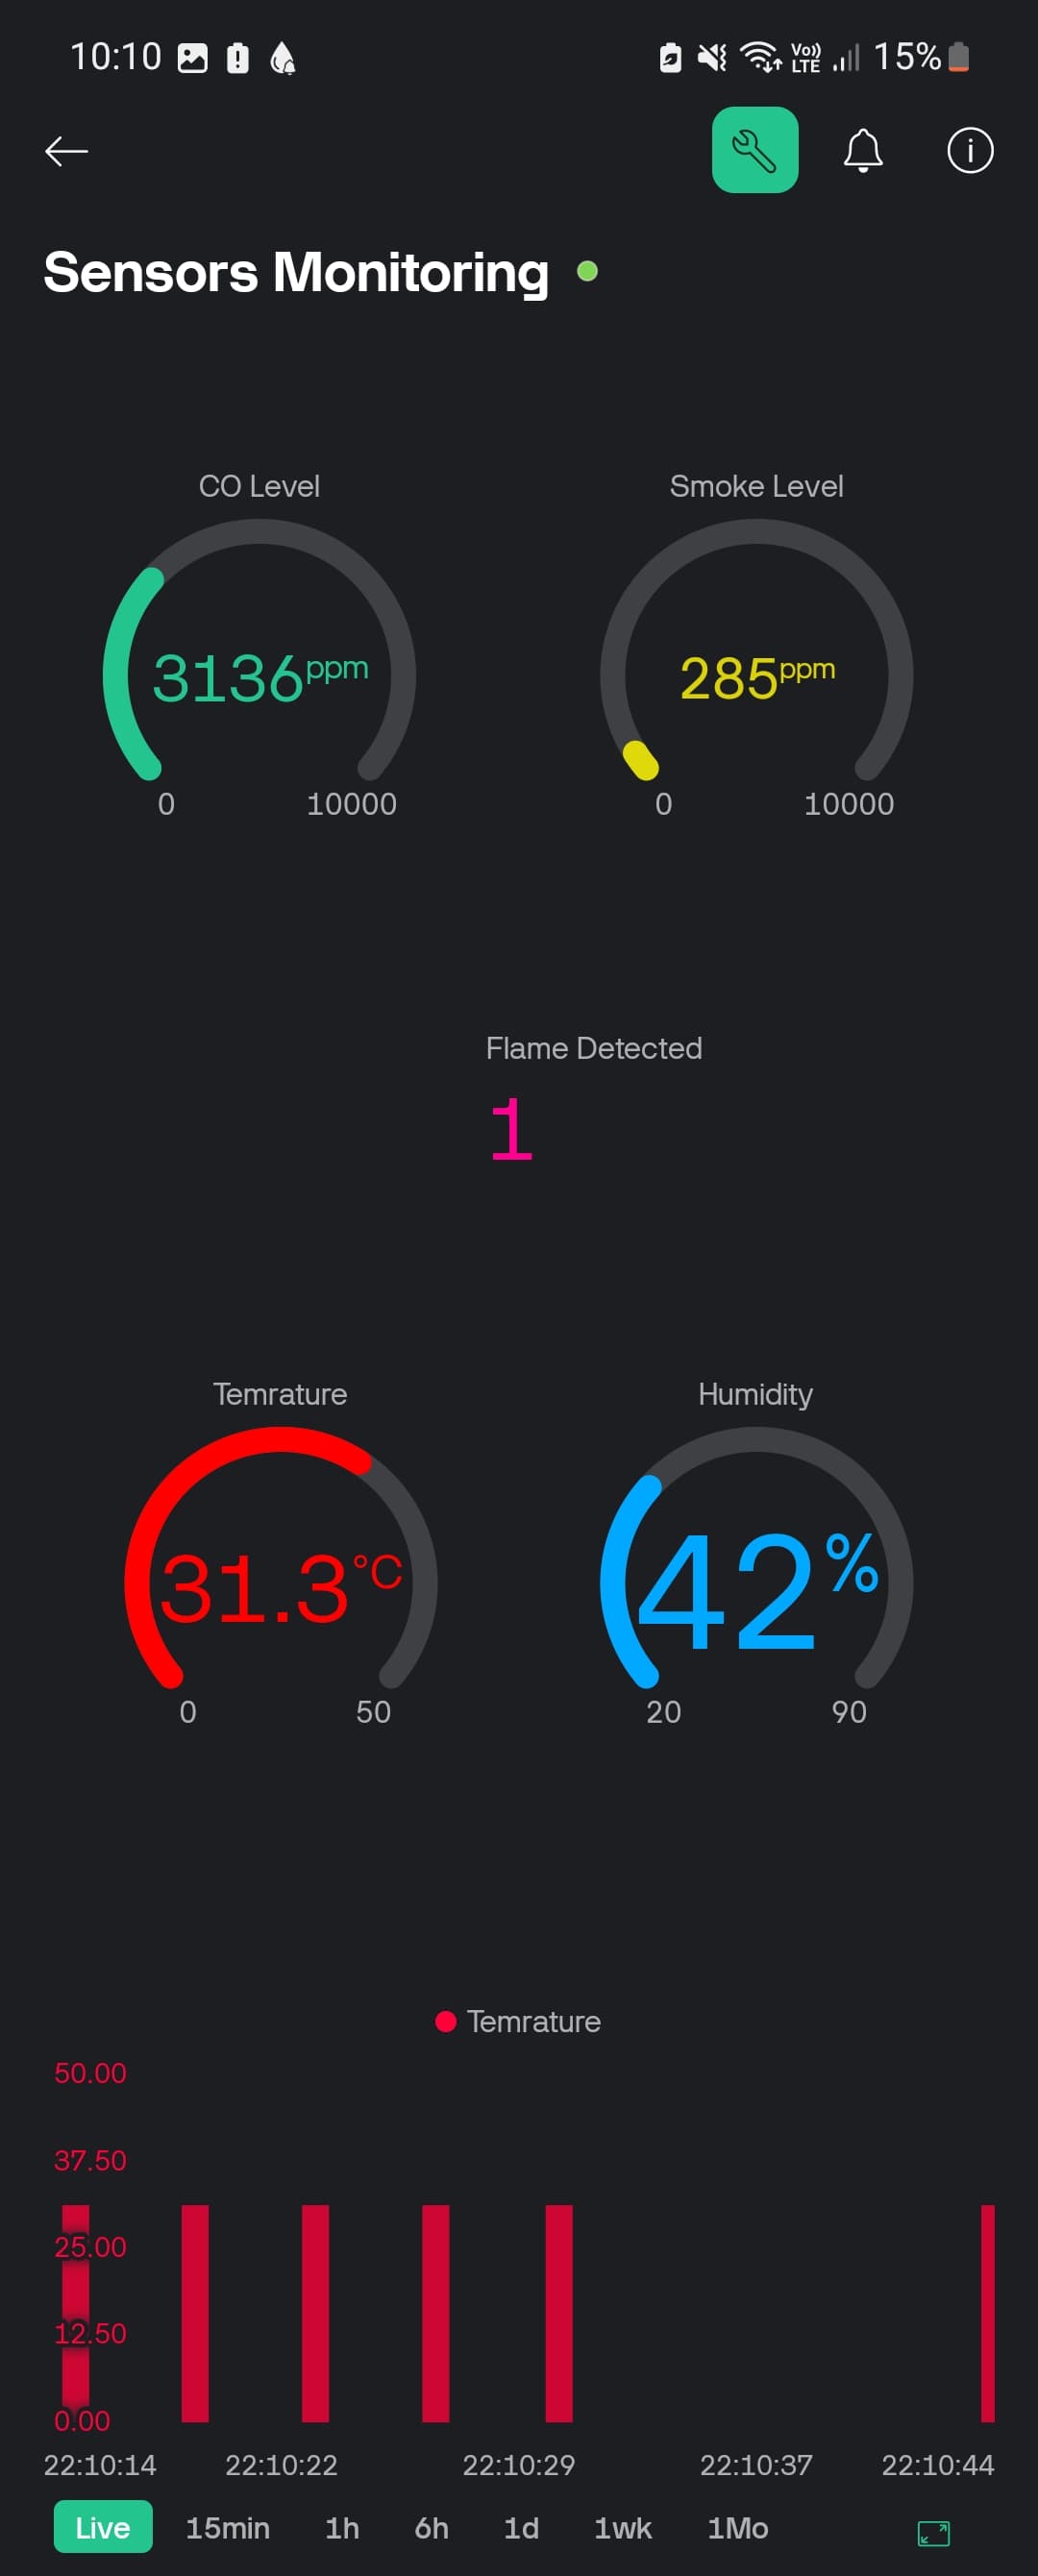 10:10 Vo)) LTE 15%
Sensors Monitoring
CO Level Smoke Level
3136ppm 285ppm
0 10000 0 10000
Flame Detected
1
Temrature Humidity
31.3°C 42%
0 50 20 90
Temrature
50.00
37.50
25.00
12.50
0.00
22:10:14 22:10:22 22:10:29 22:10:37 22:10:44
Live 15min 1h 6h 1d 1wk 1Mo